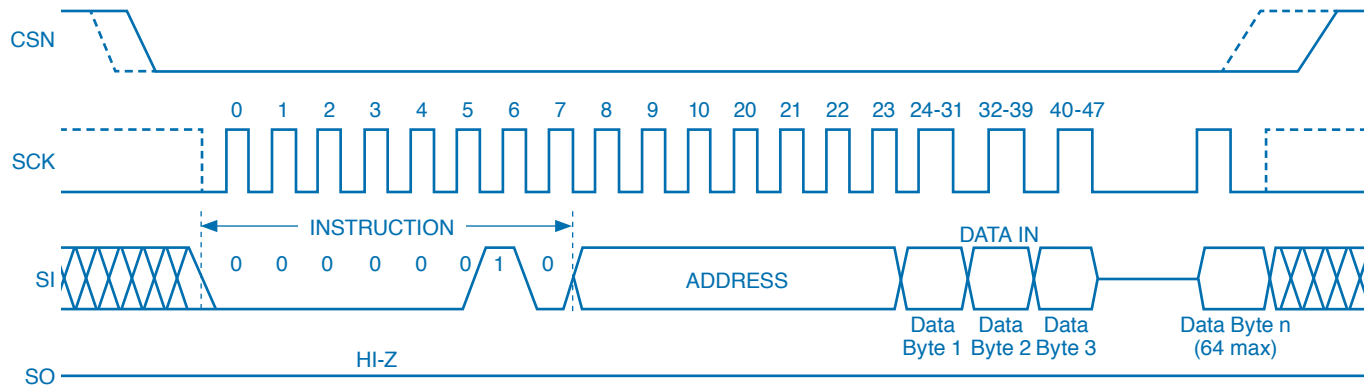 CSN
0 1 2 3 4 5 6 7 8 9 10 20 21 22 23 24-31 32-39 40-47
SCK
INSTRUCTION
DATA IN
SI 0 0 0 0 0 0 1 0 ADDRESS
Data Byte 1
Data Byte 2
Data Byte 3
Data Byte n
(64 max)
HI-Z
SO